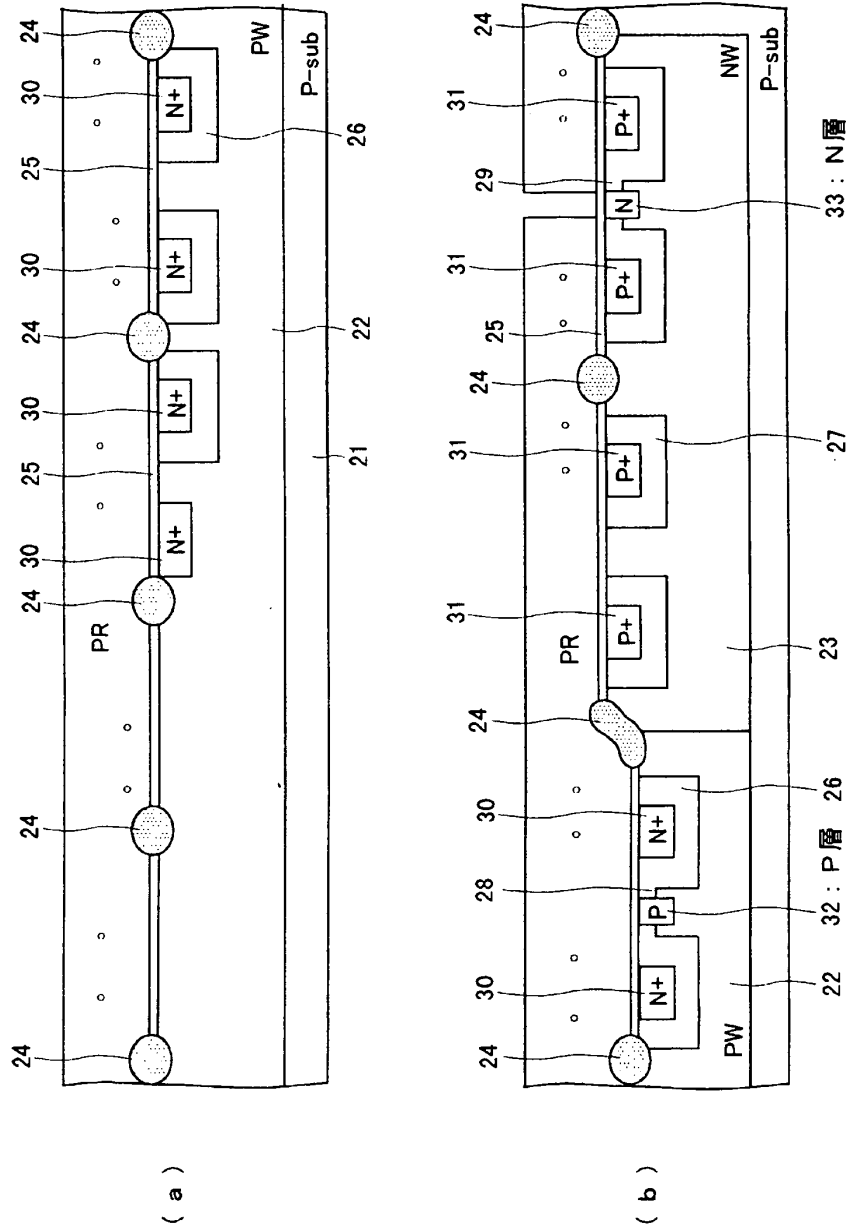 (a)
24 24 24 30 25 30 24 30 25 30 24
PR
N+ N+ N+ N+
PW
P-sub
21 22 26
(b)
24 30 28 30 24 31 31 24 25 31 29 31 24
PR
N+ P N+ P+ P+ P+ N P+
PW NW
P-sub
22 32:P層 26 23 27 33:N層